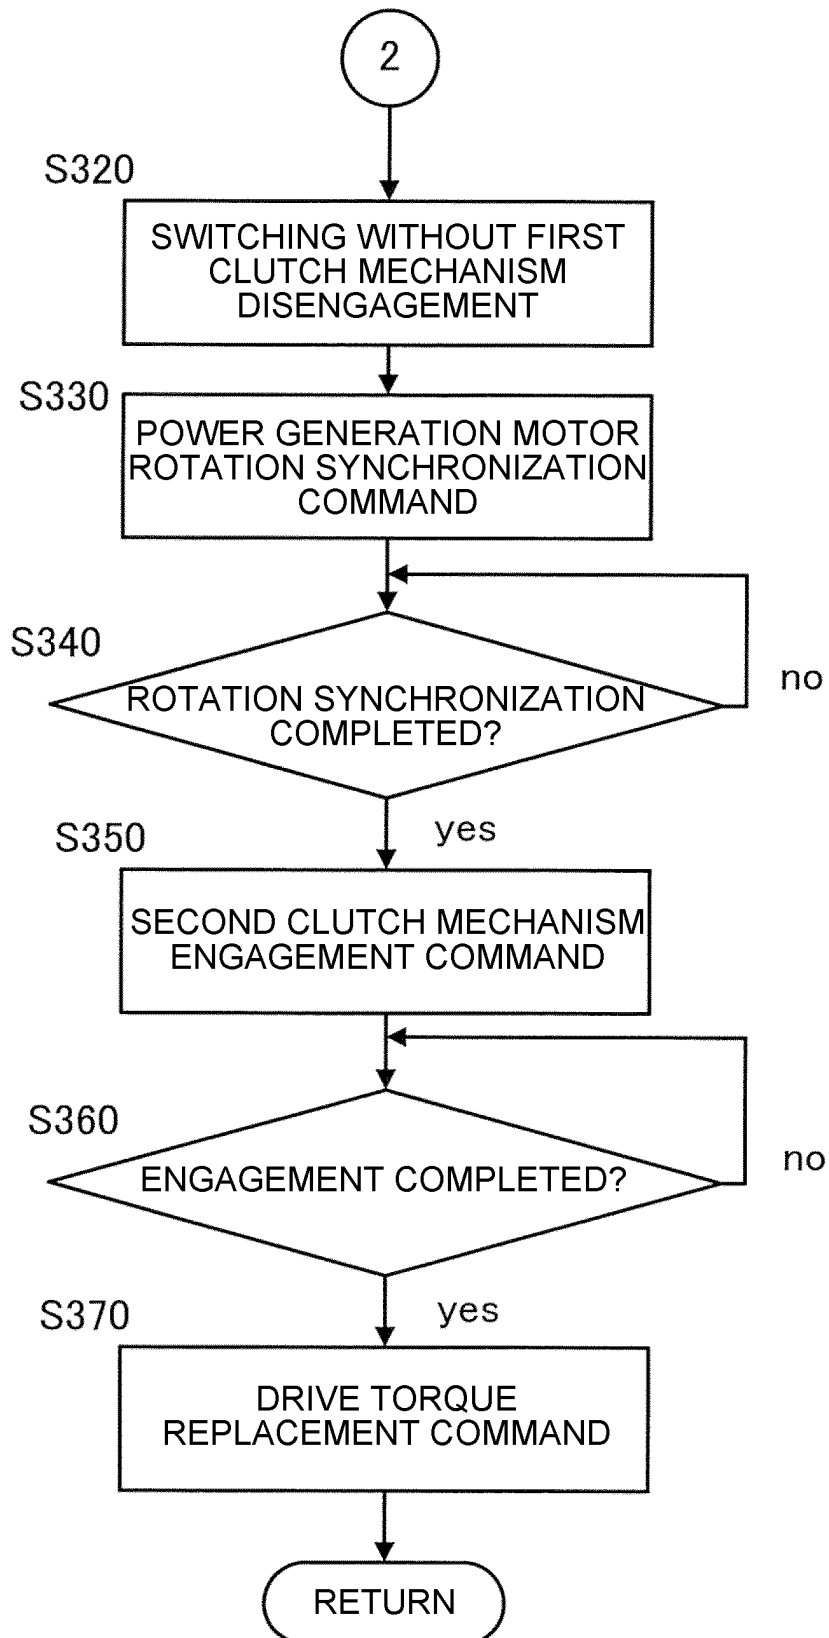 2
S320
SWITCHING WITHOUT FIRST
CLUTCH MECHANISM
DISENGAGEMENT
S330
POWER GENERATION MOTOR
ROTATION SYNCHRONIZATION
COMMAND
S340
ROTATION SYNCHRONIZATION
COMPLETED?
no
yes
S350
SECOND CLUTCH MECHANISM
ENGAGEMENT COMMAND
S360
ENGAGEMENT COMPLETED?
no
yes
S370
DRIVE TORQUE
REPLACEMENT COMMAND
RETURN